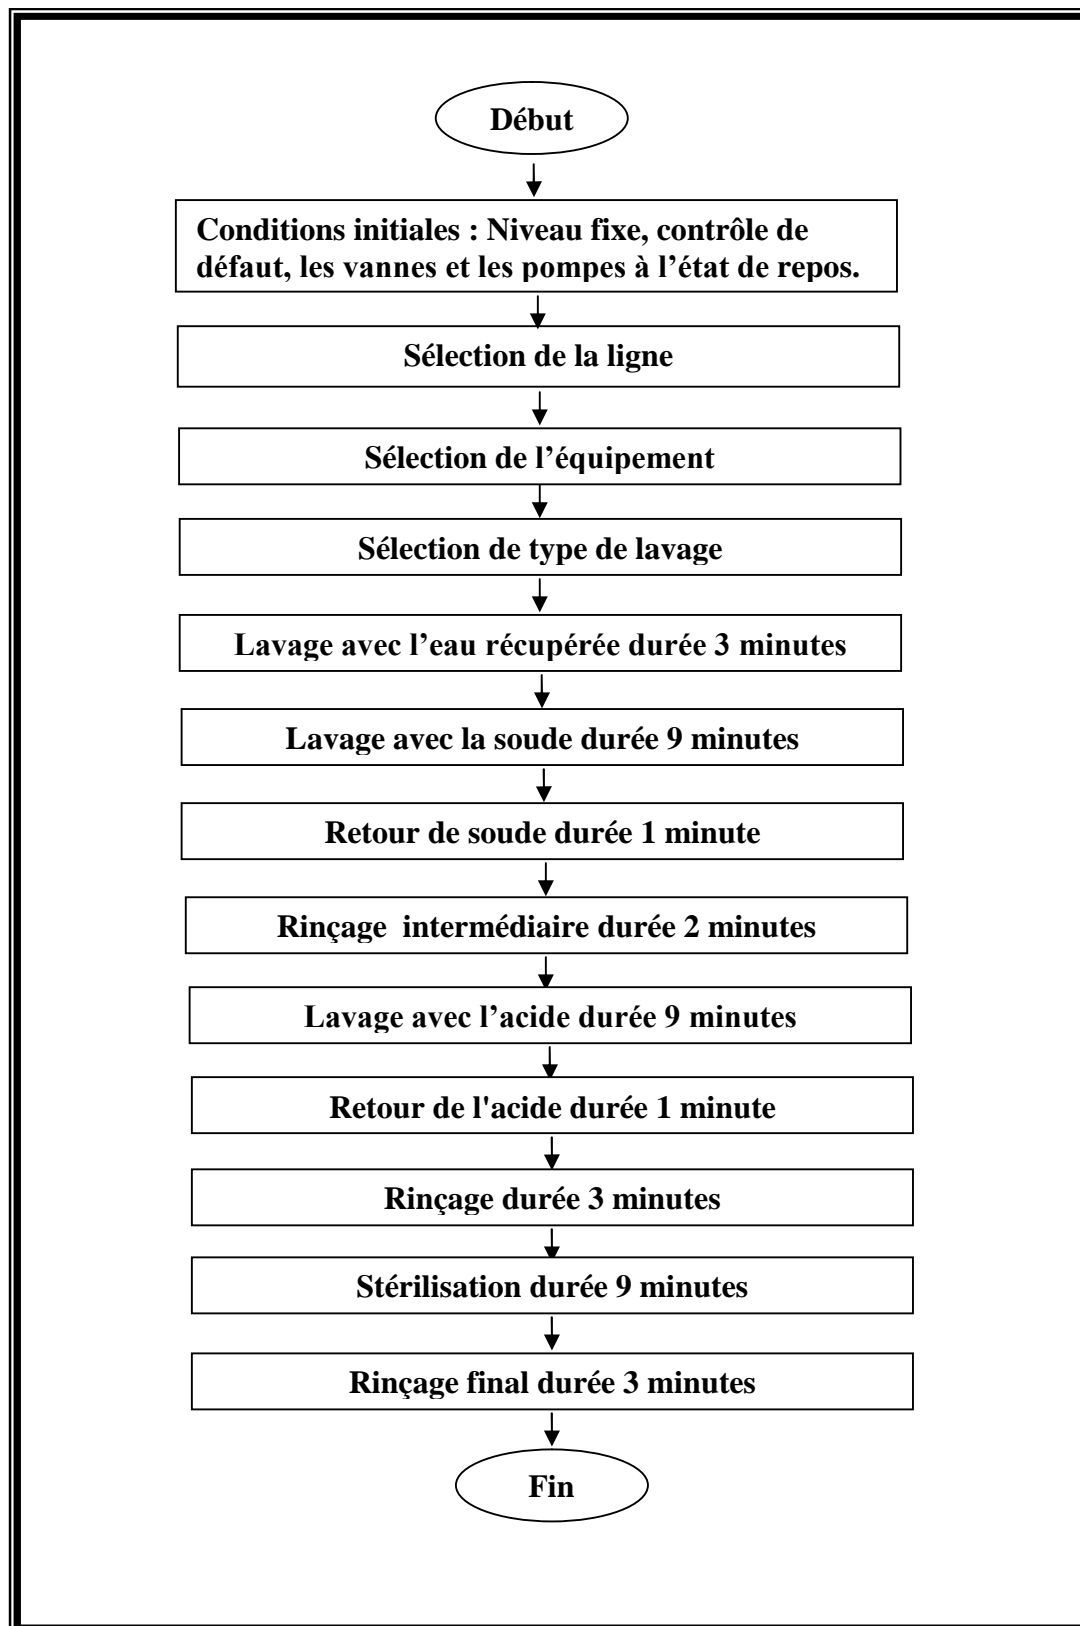 Début
Conditions initiales : Niveau fixe, contrôle de
défaut, les vannes et les pompes à l’état de repos.
Sélection de la ligne
Sélection de l’équipement
Sélection de type de lavage
Lavage avec l’eau récupérée durée 3 minutes
Lavage avec la soude durée 9 minutes
Retour de soude durée 1 minute
Rinçage intermédiaire durée 2 minutes
Lavage avec l’acide durée 9 minutes
Retour de l'acide durée 1 minute
Rinçage durée 3 minutes
Stérilisation durée 9 minutes
Rinçage final durée 3 minutes
Fin